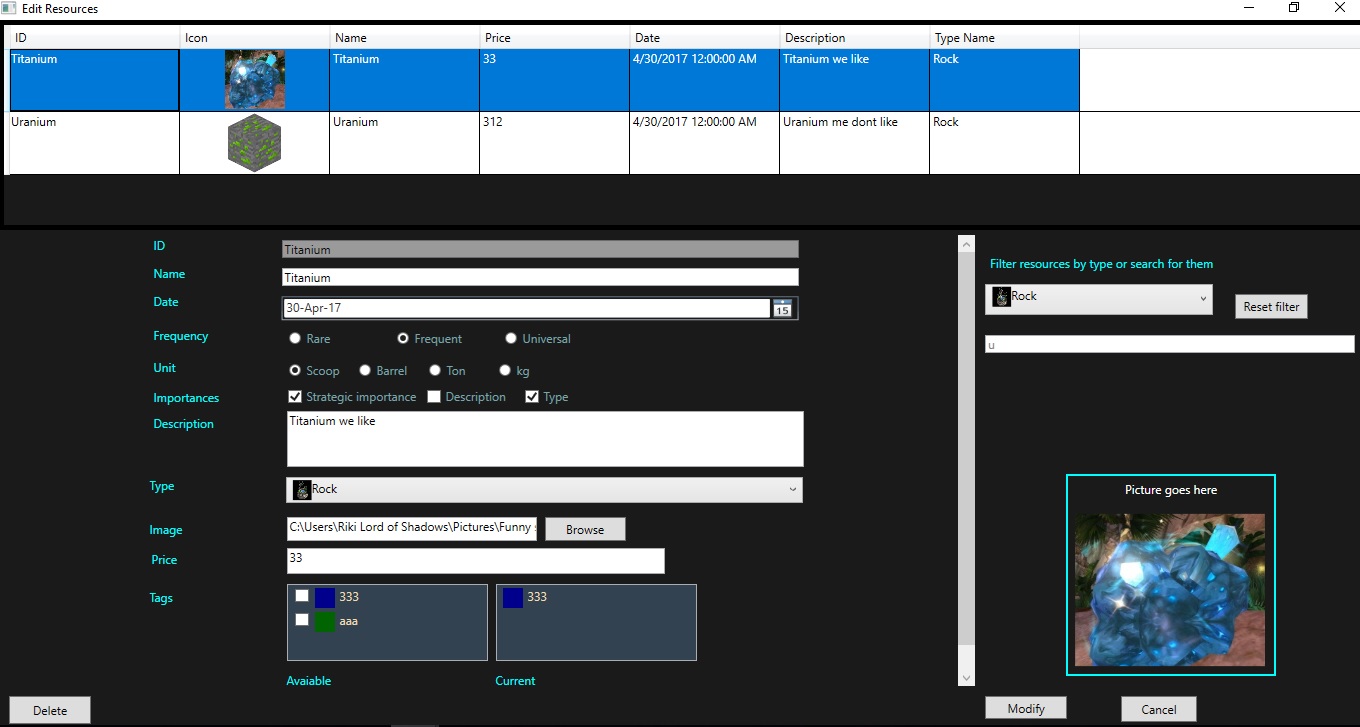 Edit Resources
ID Icon Name Price Date Description Type Name
Titanium Titanium 33 4/30/2017 12:00:00 AM Titanium we like Rock
Uranium Uranium 312 4/30/2017 12:00:00 AM Uranium me dont like Rock
ID Titanium
Name Titanium
Date 30-Apr-17 15
Frequency Rare Frequent Universal
Unit Scoop Barrel Ton kg
Importances Strategic importance Description Type
Description Titanium we like
Type Rock
Image C:\Users\Riki Lord of Shadows\Pictures\Funny Browse
Price 33
Tags 333 333
aaa
Avaiable Current
Delete
Filter resources by type or search for them
Rock Reset filter
u
Picture goes here
Modify Cancel